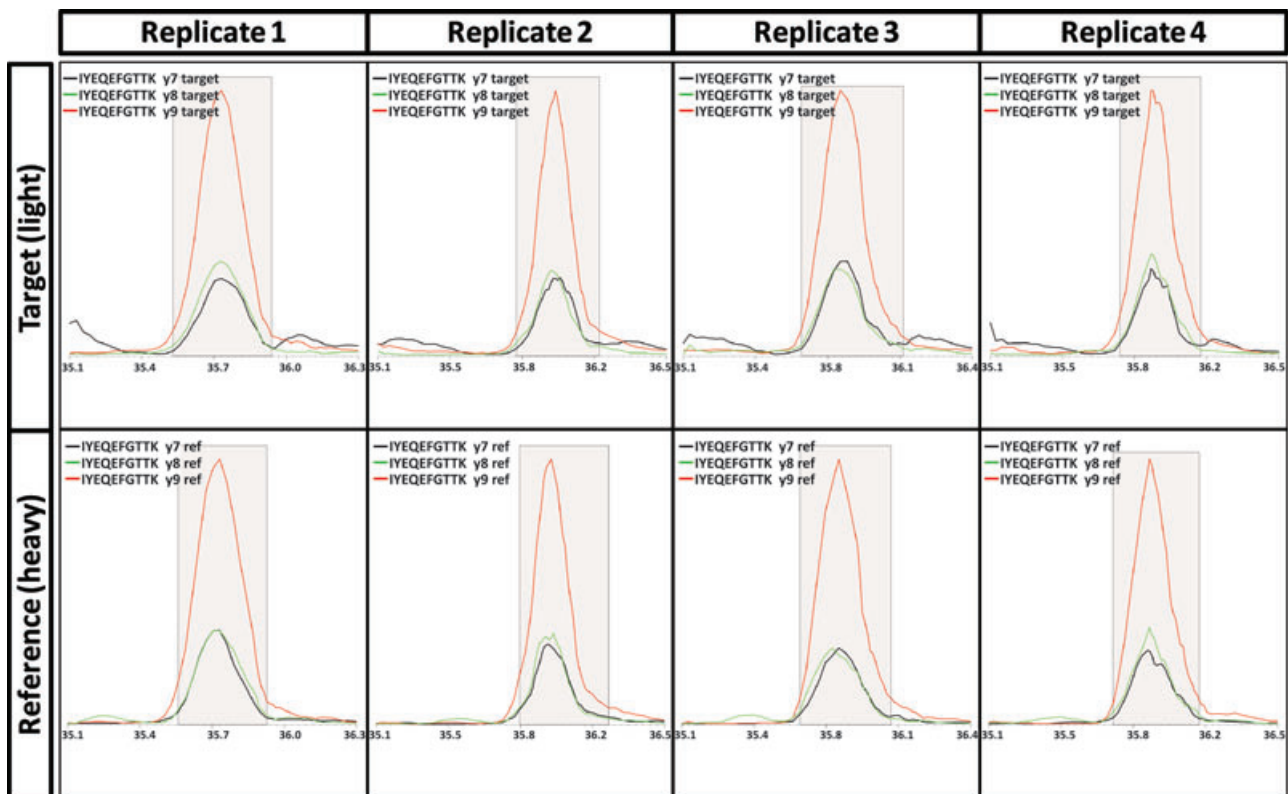 Replicate 1
Replicate 2
Replicate 3
Replicate 4
Target (light)
IYEQEFGTTK y7 target
IYEQEFGTTK y8 target
IYEQEFGTTK y9 target
35.1 35.4 35.7 36.0 36.3
IYEQEFGTTK y7 target
IYEQEFGTTK y8 target
IYEQEFGTTK y9 target
35.1 35.5 35.8 36.2 36.5
IYEQEFGTTK y7 target
IYEQEFGTTK y8 target
IYEQEFGTTK y9 target
35.1 35.4 35.8 36.1 36.4
IYEQEFGTTK y7 target
IYEQEFGTTK y8 target
IYEQEFGTTK y9 target
35.1 35.5 35.8 36.2 36.5
Reference (heavy)
IYEQEFGTTK y7 ref
IYEQEFGTTK y8 ref
IYEQEFGTTK y9 ref
35.1 35.4 35.7 36.0 36.3
IYEQEFGTTK y7 ref
IYEQEFGTTK y8 ref
IYEQEFGTTK y9 ref
35.1 35.5 35.8 36.2 36.5
IYEQEFGTTK y7 ref
IYEQEFGTTK y8 ref
IYEQEFGTTK y9 ref
35.1 35.4 35.8 36.1 36.4
IYEQEFGTTK y7 ref
IYEQEFGTTK y8 ref
IYEQEFGTTK y9 ref
35.1 35.5 35.8 36.2 36.5